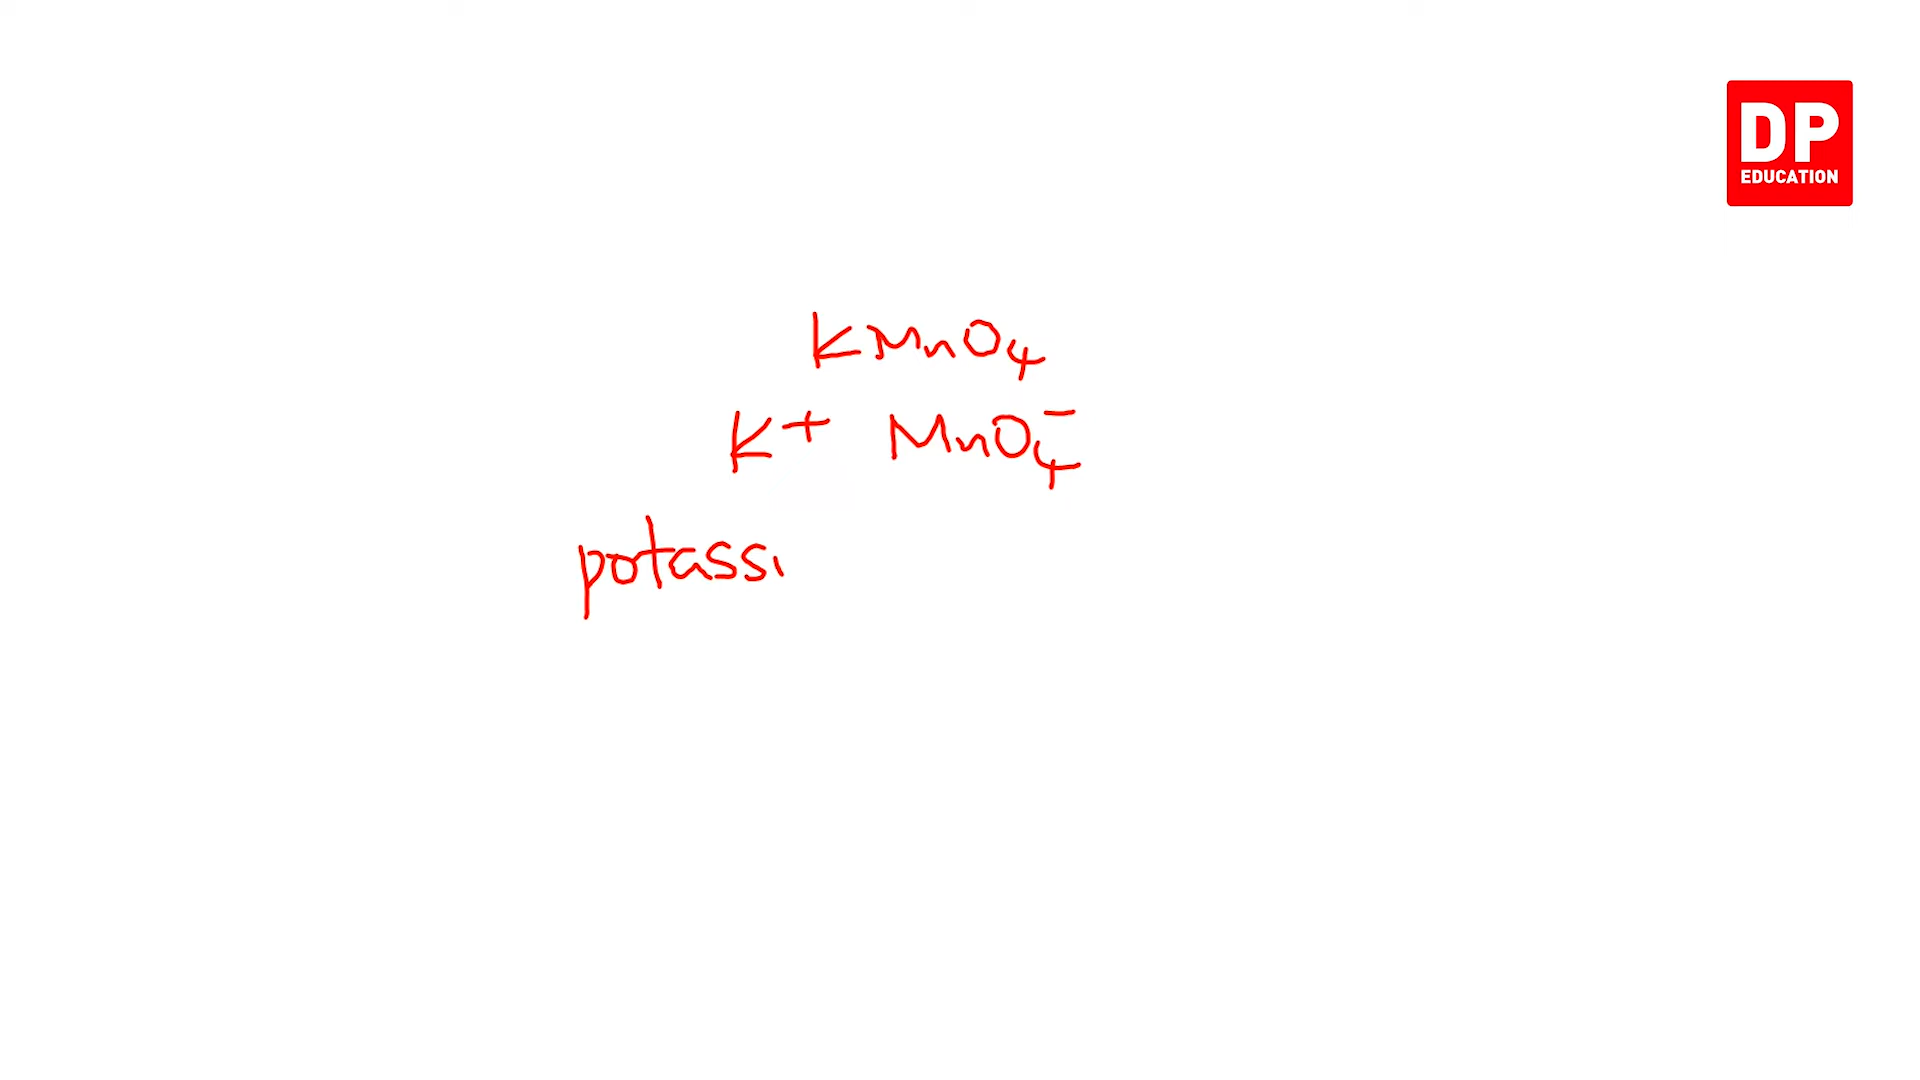 DP
EDUCATION
KMnO₄
K⁺ MnO₄⁻
potassi